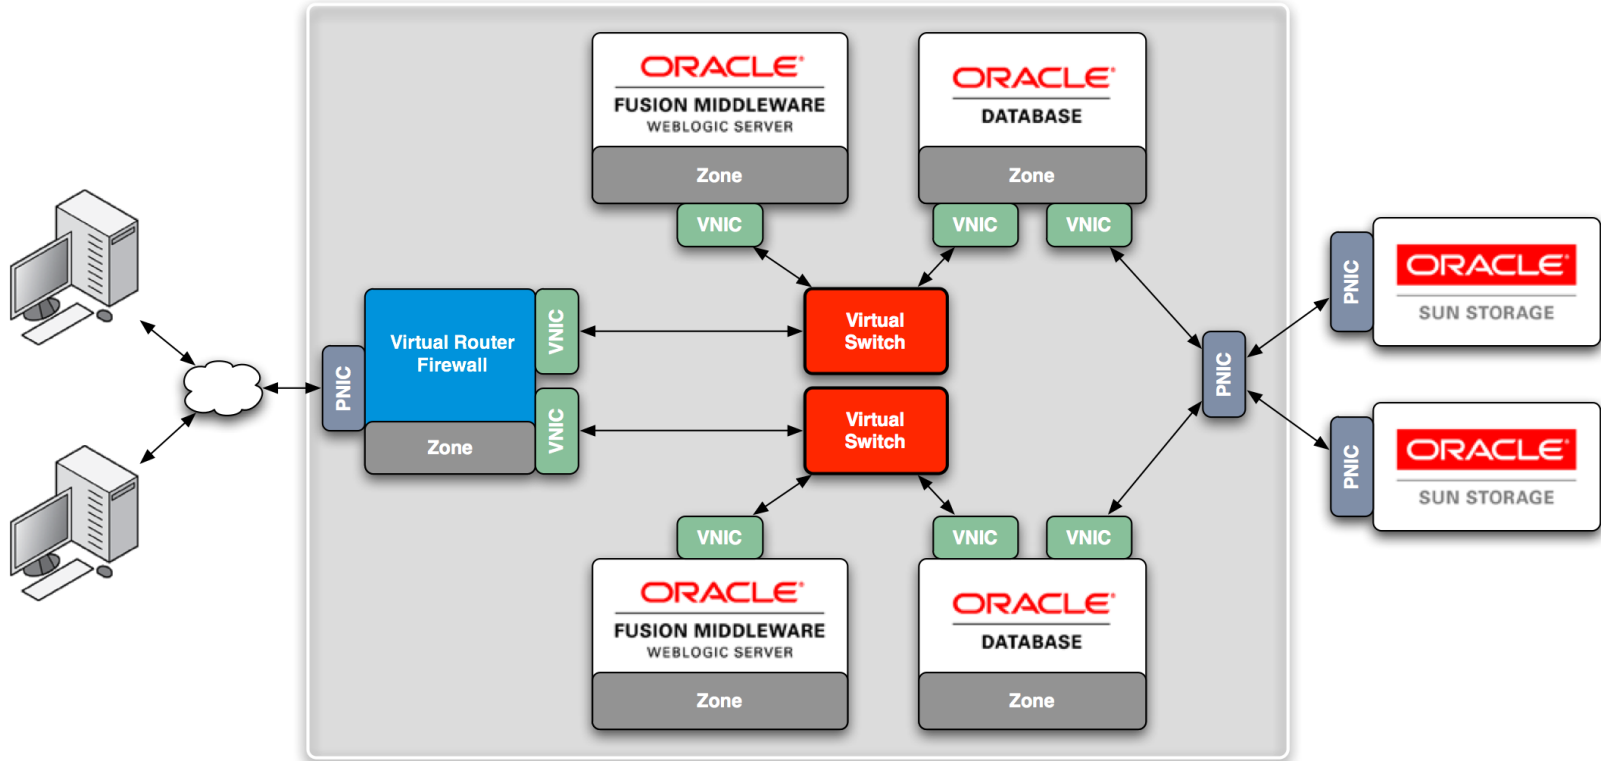 ORACLE
FUSION MIDDLEWARE
WEBLOGIC SERVER
Zone
VNIC
ORACLE
DATABASE
Zone
VNIC
VNIC
PNIC
Virtual Router
Firewall
Zone
VNIC
VNIC
Virtual
Switch
Virtual
Switch
PNIC
PNIC
ORACLE
SUN STORAGE
PNIC
ORACLE
SUN STORAGE
VNIC
ORACLE
FUSION MIDDLEWARE
WEBLOGIC SERVER
Zone
VNIC
VNIC
ORACLE
DATABASE
Zone